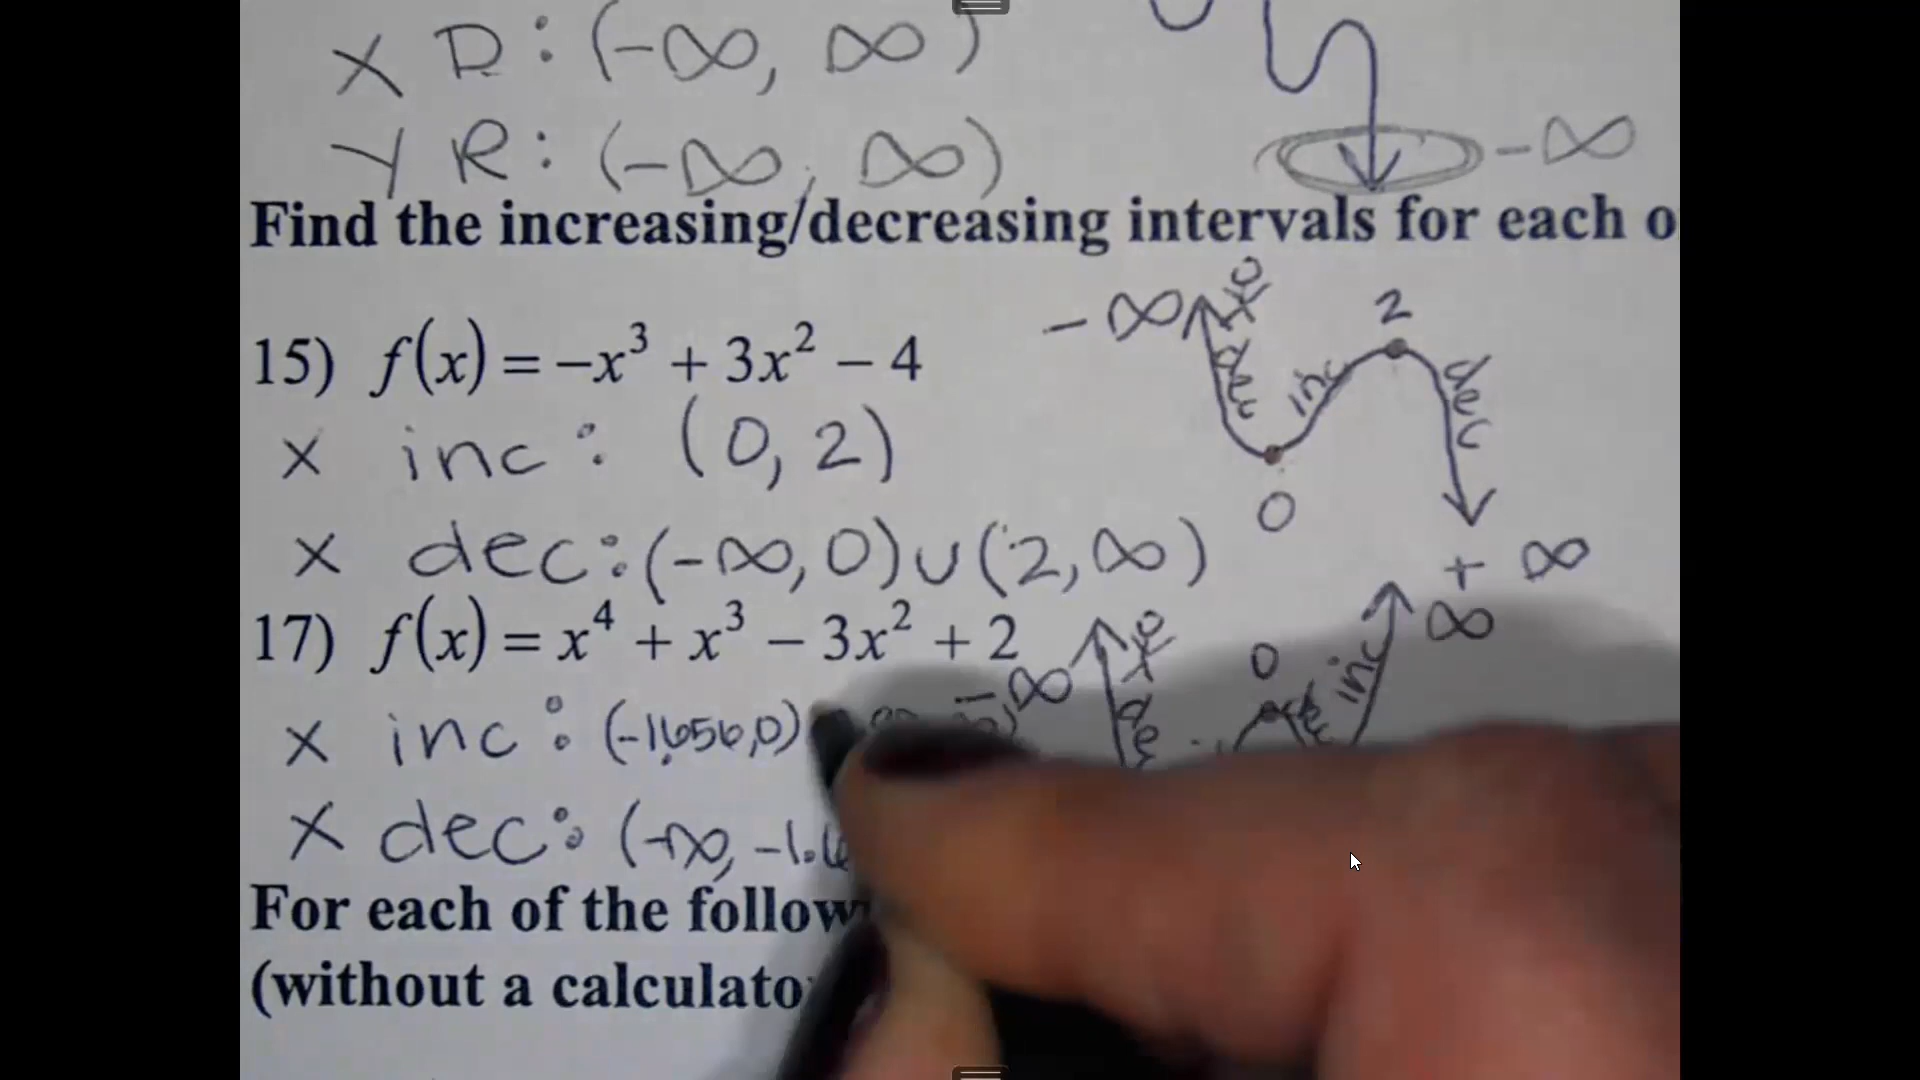 X D: (-∞, ∞)
Y R: (-∞, ∞)
-∞
Find the increasing/decreasing intervals for each o
15) f(x) = -x³ + 3x² - 4
-∞
dec
inc
2
dec
0
+ ∞
X inc: (0, 2)
X dec: (-∞, 0) ∪ (2, ∞)
17) f(x) = x⁴ + x³ - 3x² + 2
-∞
0
inc
∞
X inc: (-1.656, 0)
X dec: (-∞, -1.6
For each of the follow
(without a calculato